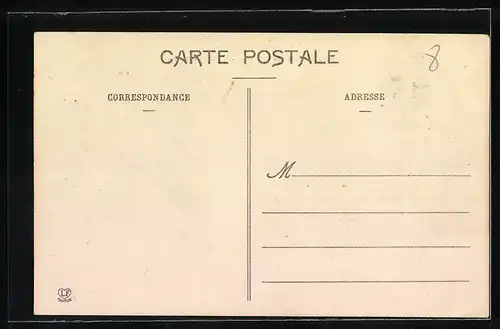 CARTE POSTALE
8
CORRESPONDANCE
ADRESSE
M